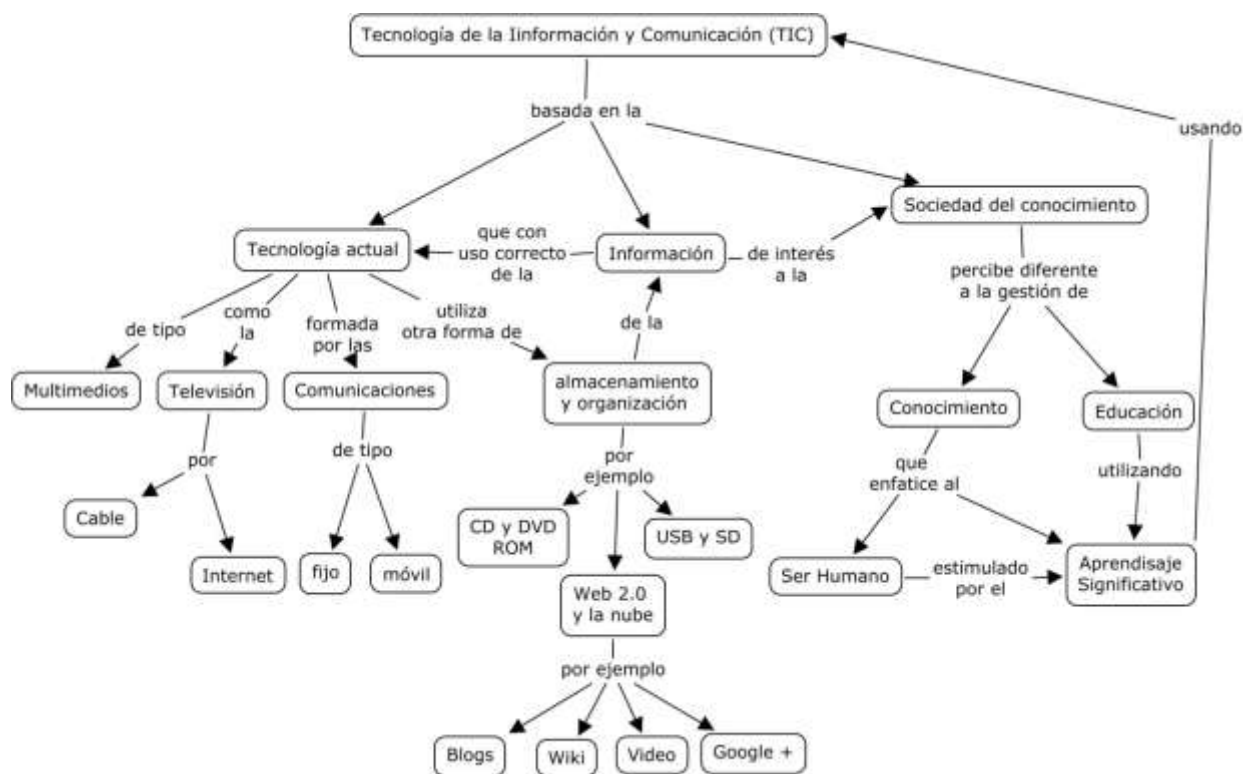 Tecnología de la Iinformación y Comunicación (TIC)
basada en la
usando
Sociedad del conocimiento
Tecnología actual
que con
uso correcto
de la
Información
de interés
a la
percibe diferente
a la gestión de
de tipo
como
la
formada
por las
utiliza
otra forma de
de la
Multimedios
Televisión
Comunicaciones
almacenamiento
y organización
Conocimiento
Educación
por
de tipo
por
ejemplo
que
enfatice al
utilizando
Cable
Internet
fijo
móvil
CD y DVD
ROM
USB y SD
Ser Humano
estimulado
por el
Aprendisaje
Significativo
Web 2.0
y la nube
por ejemplo
Blogs
Wiki
Video
Google +